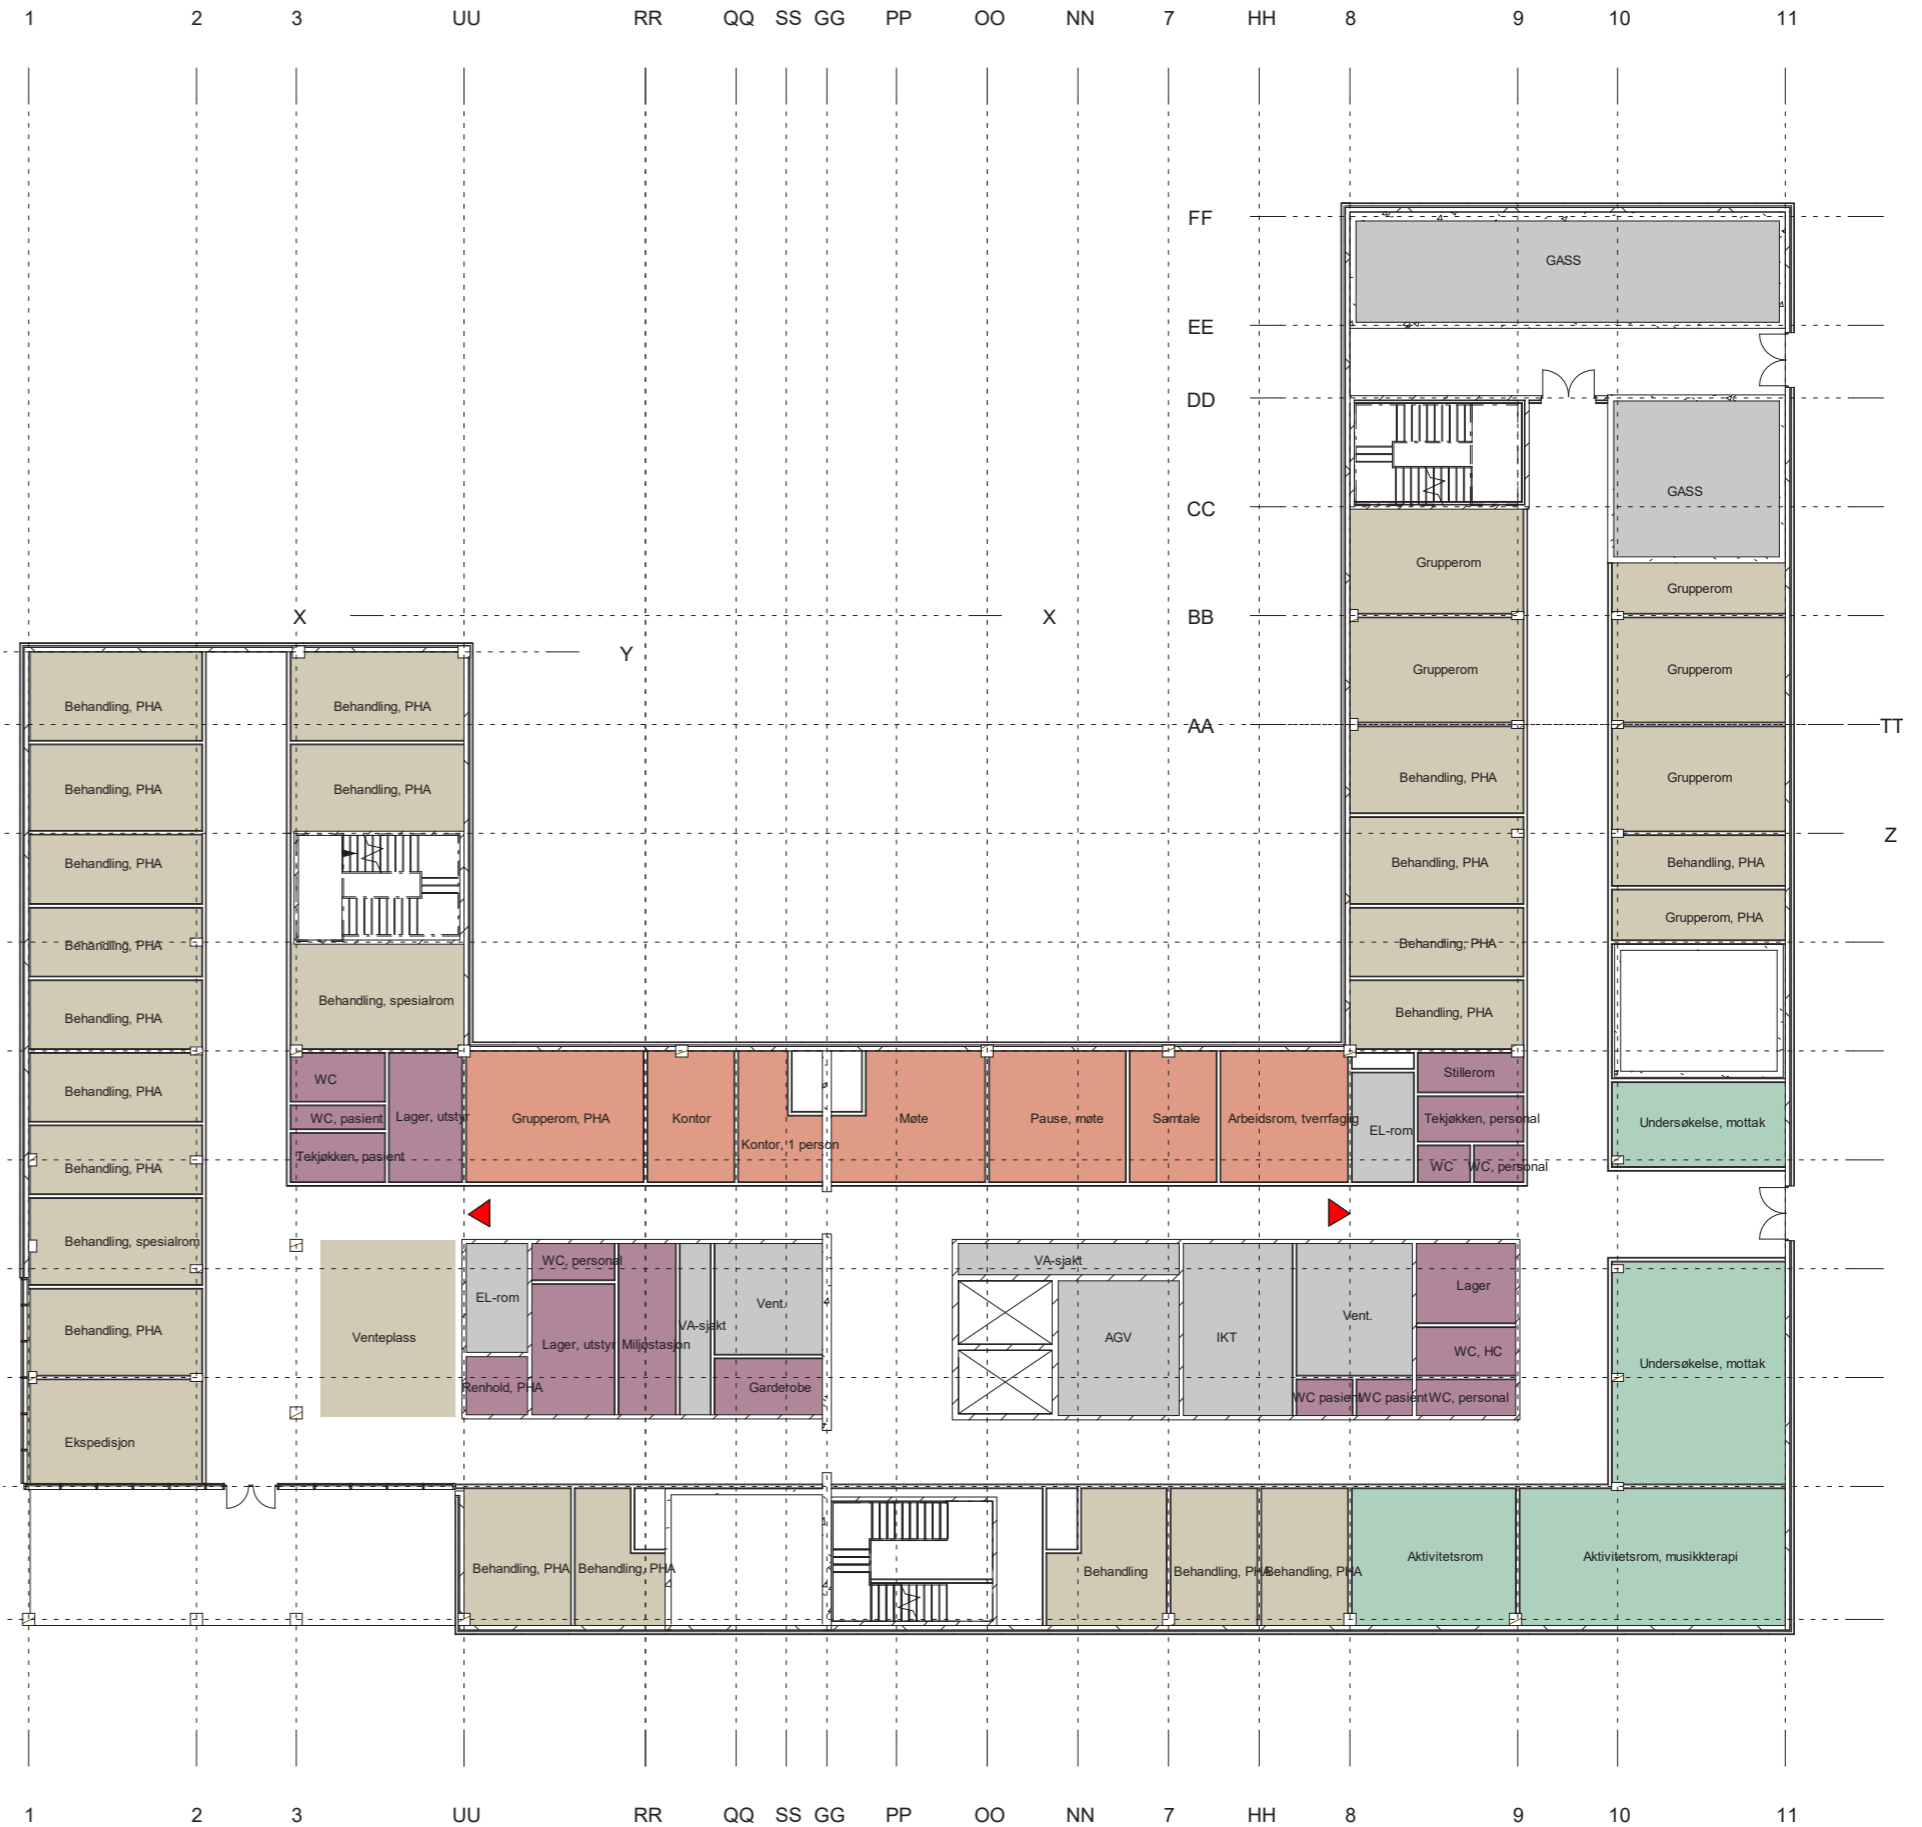 1 2 3 UU RR QQ SS GG PP OO NN 7 HH 8 9 10 11
FF
GASS
EE
DD
GASS
CC
Grupperom
Grupperom
X X BB
Y
Grupperom Grupperom
Behandling, PHA Behandling, PHA
AA TT
Behandling, PHA Grupperom
Behandling, PHA Behandling, PHA
Z
Behandling, PHA Behandling, PHA Behandling, PHA
Grupperom, PHA
Behandling, PHA Behandling, PHA
Behandling, spesialrom
Behandling, PHA Behandling, PHA
Stillerom
WC
Behandling, PHA
WC, pasient Lager, utstyr Grupperom, PHA Kontor Møte Pause, møte Samtale Arbeidsrom, tverrfaglig Tekjøkken, personal
Undersøkelse, mottak
EL-rom
Kontor, 1 person
Tekjøkken, pasient
Behandling, PHA WC WC, personal
Behandling, spesialrom
WC, personal VA-sjakt
Lager
EL-rom
Vent.
Vent.
Behandling, PHA VA-sjakt
Venteplass AGV IKT
Lager, utstyr Miljøstasjon
WC, HC
Undersøkelse, mottak
Renhold, PHA Garderobe
WC pasient WC pasient WC, personal
Ekspedisjon
Aktivitetsrom Aktivitetsrom, musikkterapi
Behandling, PHA Behandling, PHA Behandling Behandling, PHA Behandling, PHA
1 2 3 UU RR QQ SS GG PP OO NN 7 HH 8 9 10 11